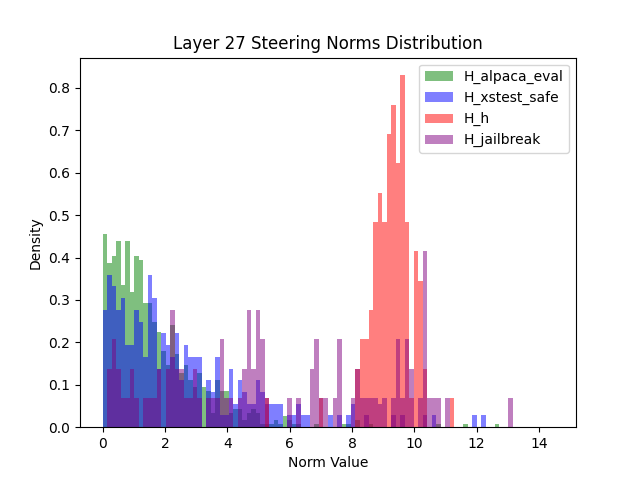 Layer 27 Steering Norms Distribution
H_alpaca_eval
H_xstest_safe
H_h
H_jailbreak
0.8
0.7
0.6
0.5
0.4
0.3
0.2
0.1
0.0
Density
0 2 4 6 8 10 12 14
Norm Value